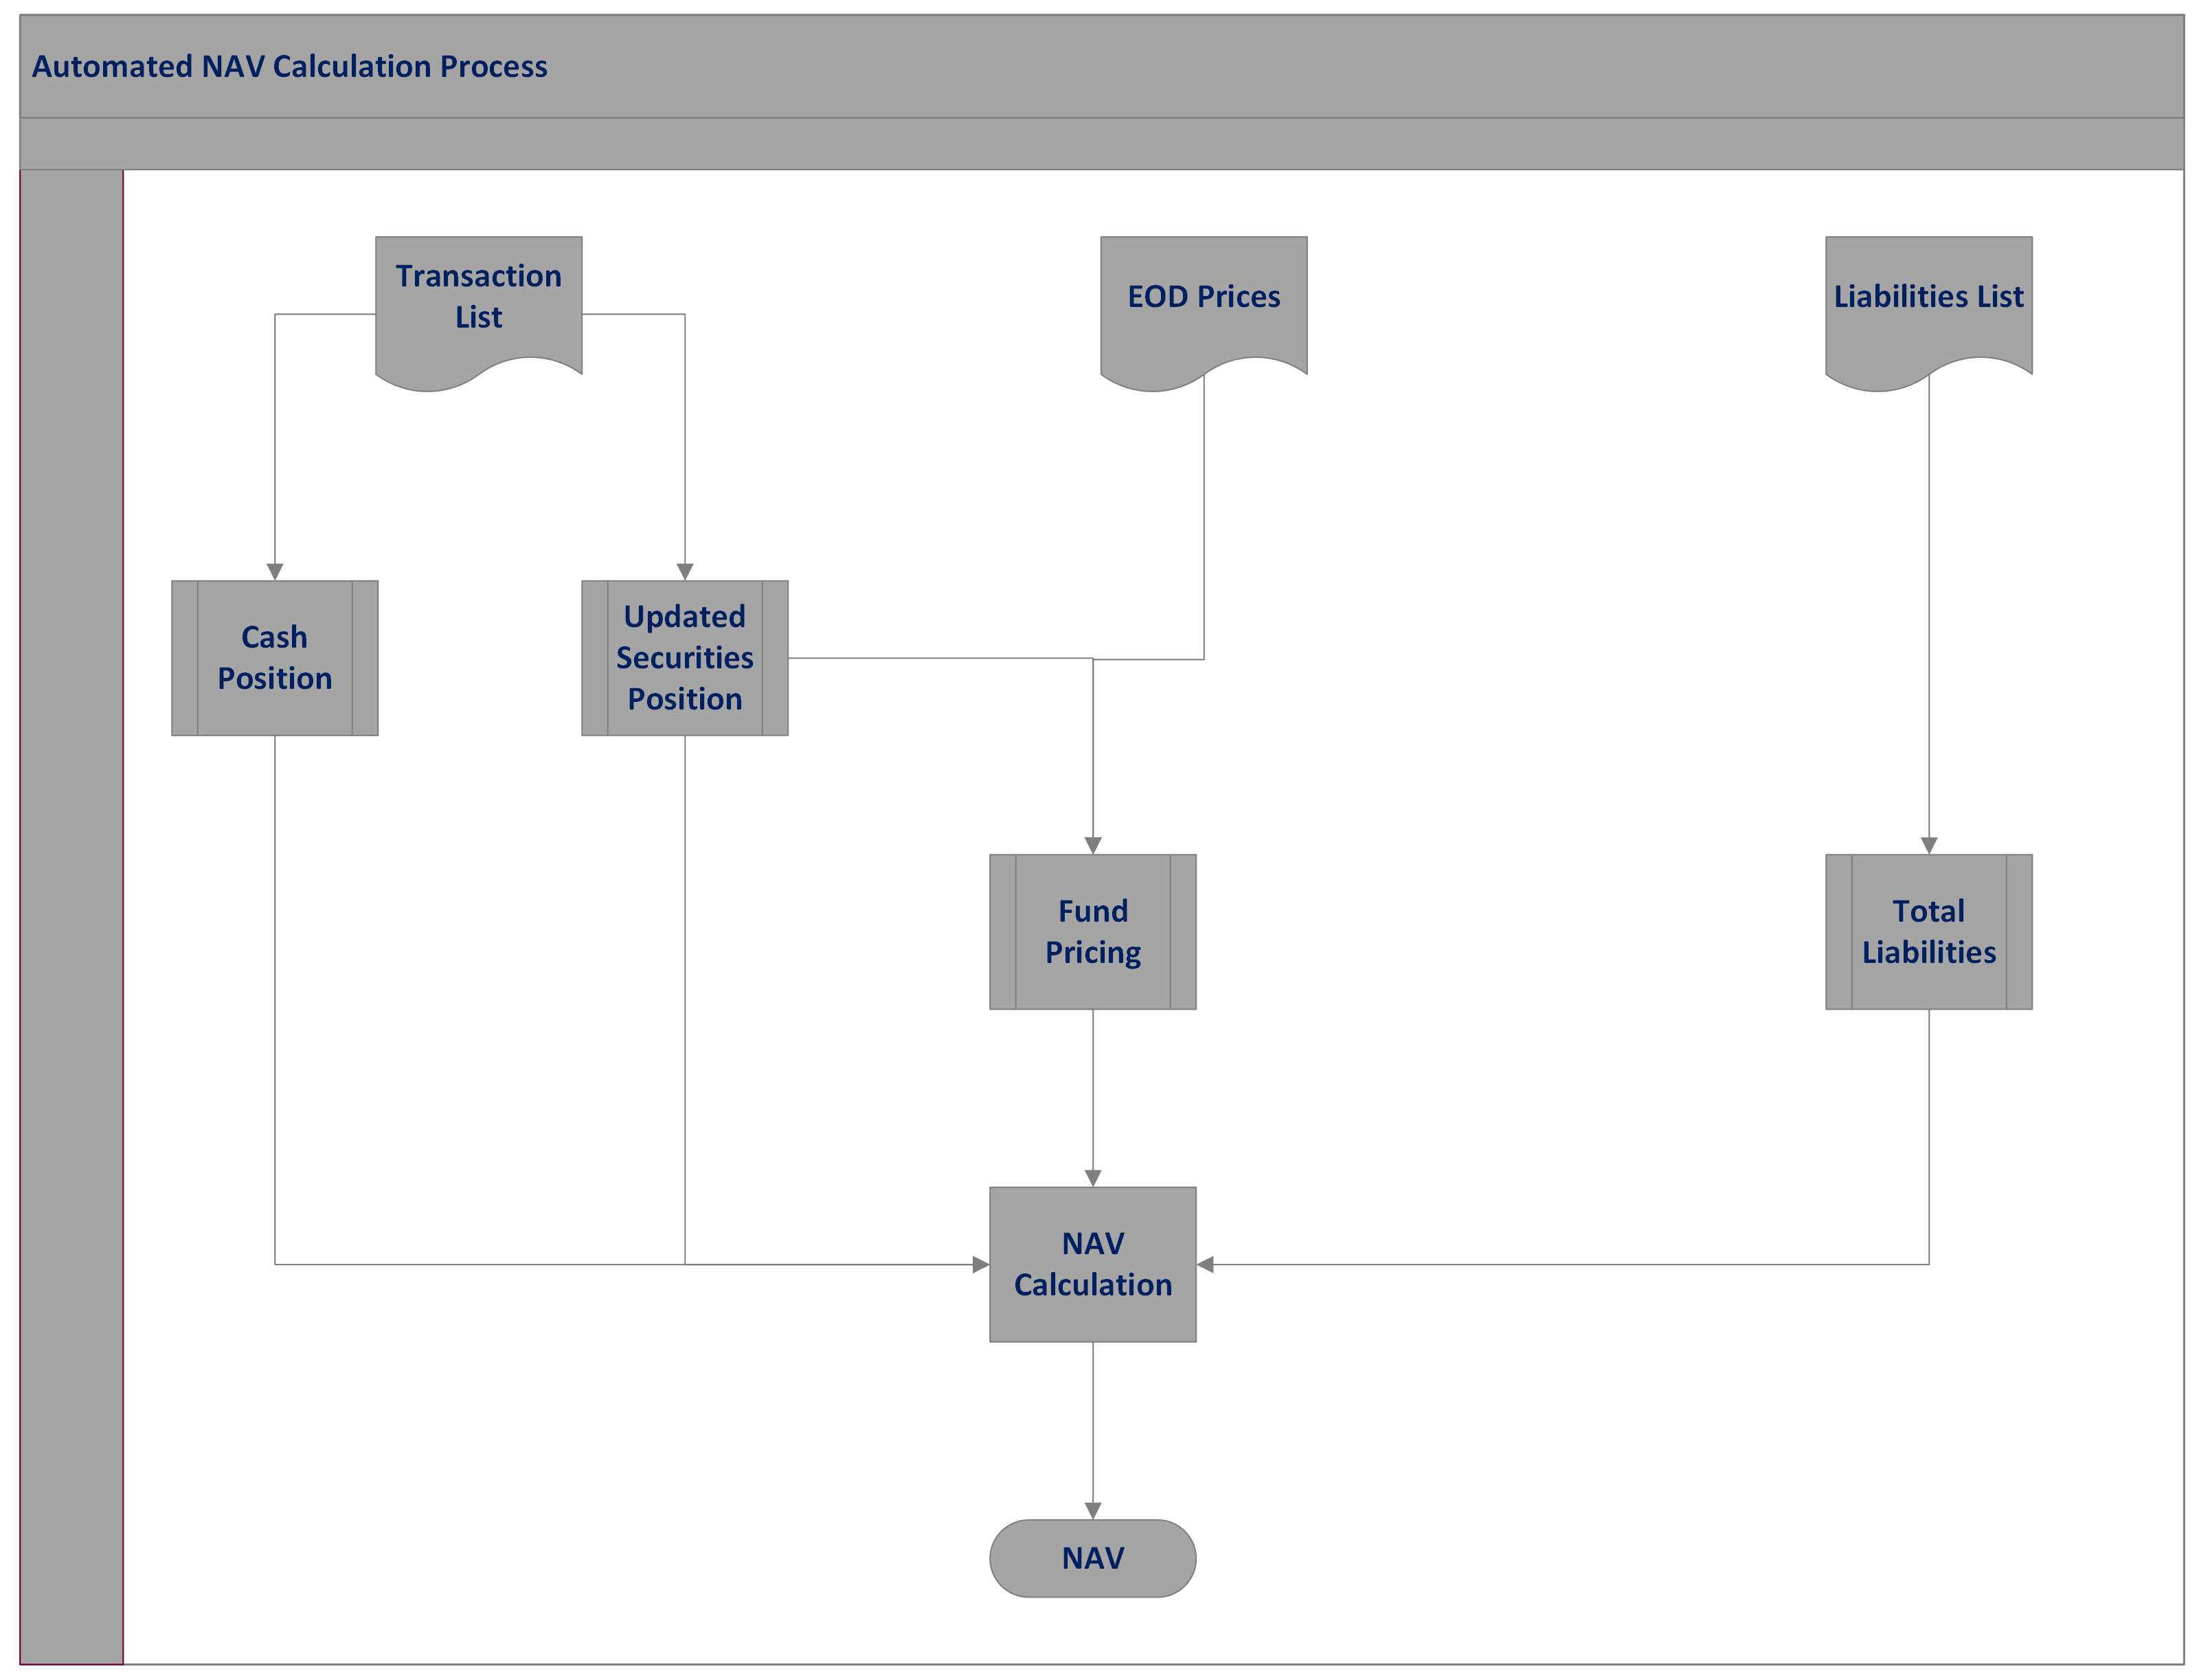 Automated NAV Calculation Process
Transaction
List
EOD Prices
Liabilities List
Cash
Position
Updated
Securities
Position
Fund
Pricing
Total
Liabilities
NAV
Calculation
NAV